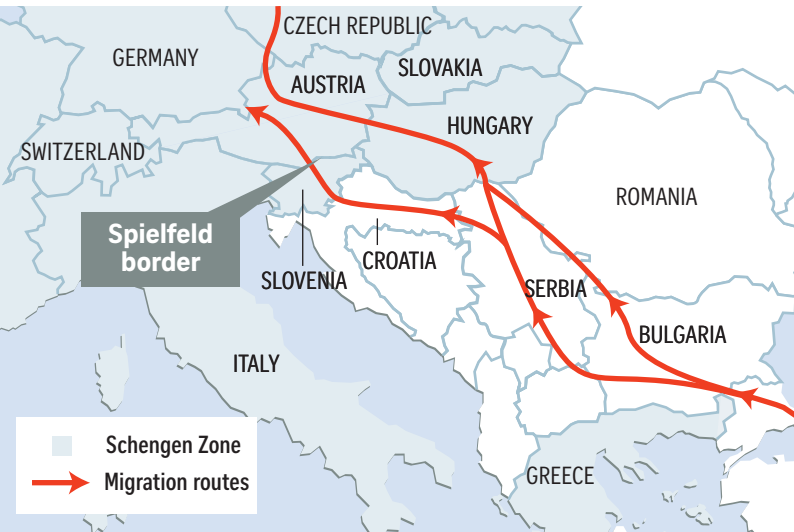 CZECH REPUBLIC
GERMANY
SLOVAKIA
AUSTRIA
HUNGARY
SWITZERLAND
ROMANIA
Spielfeld
border
CROATIA
SLOVENIA
SERBIA
BULGARIA
ITALY
Schengen Zone
Migration routes
GREECE